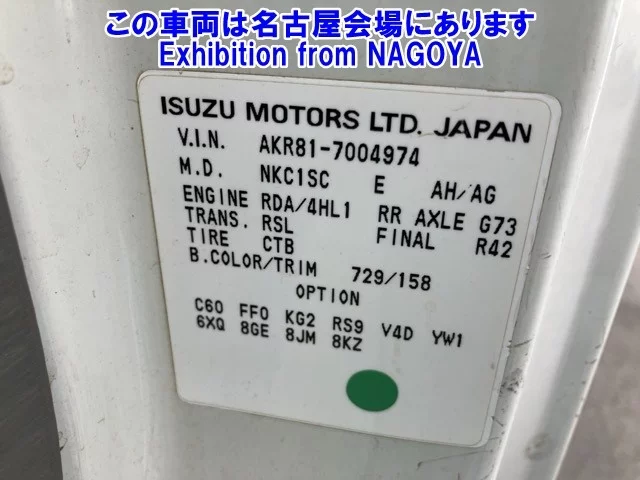 この車両は名古屋会場にあります
Exhibition from NAGOYA
ISUZU MOTORS LTD. JAPAN
V.I.N. AKR81-7004974
M.D. NKC1SC E AH/AG
ENGINE RDA/4HL1 RR AXLE G73
TRANS. RSL FINAL R42
TIRE CTB
B.COLOR/TRIM 729/158
OPTION
C60 FF0 KG2 RS9 V4D YW1
6XQ 8GE 8JM 8KZ